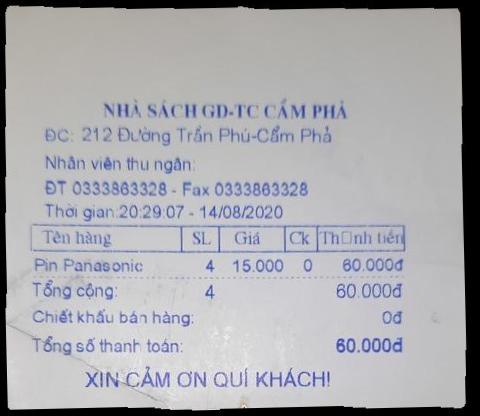 NHÀ SÁCH GD-TC CẨM PHẢ
ĐC: 212 Đường Trần Phú-Cẩm Phả
Nhân viên thu ngân:
ĐT 0333863328 - Fax 0333863328
Thời gian:20:29:07 - 14/08/2020
Tên hàng SL Giá Ck Th□nh tiền
Pin Panasonic 4 15.000 0 60.000đ
Tổng cộng: 4 60.000đ
Chiết khấu bán hàng: 0đ
Tổng số thanh toán: 60.000đ
XIN CẢM ƠN QUÍ KHÁCH!